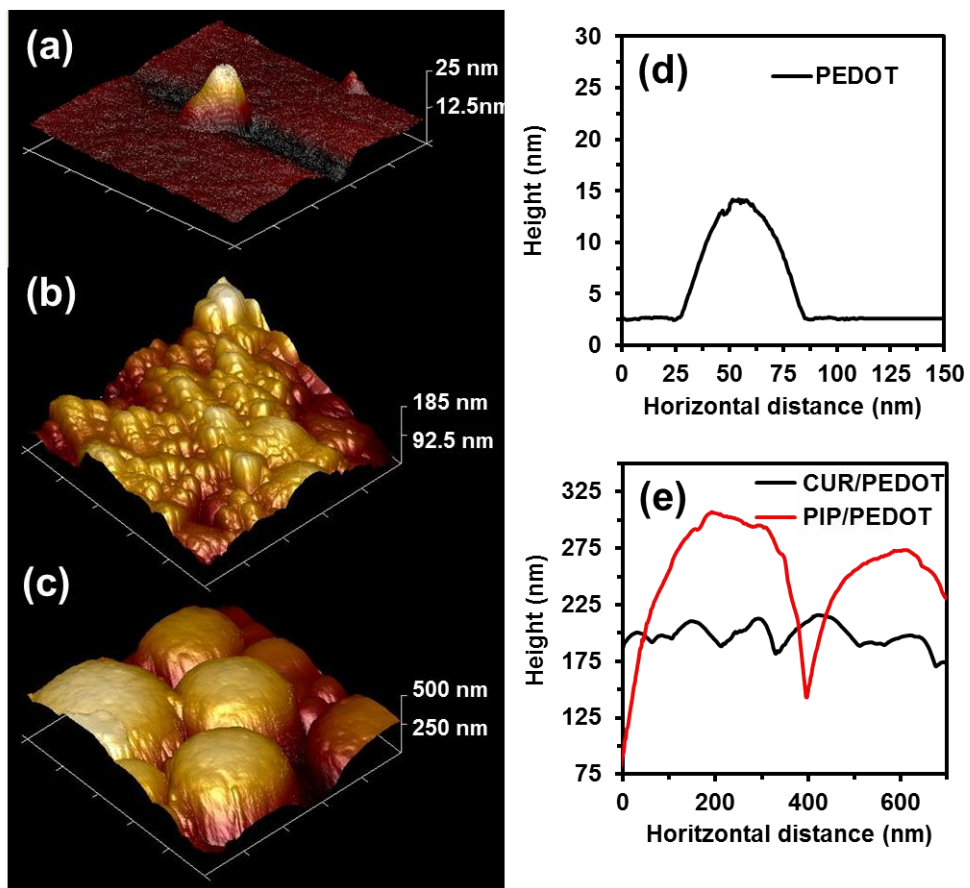 (a)
25 nm
12.5nm
(b)
185 nm
92.5 nm
(c)
500 nm
250 nm
(d)
PEDOT
30
25
20
15
10
5
0
Height (nm)
0 25 50 75 100 125 150
Horizontal distance (nm)
(e)
CUR/PEDOT
PIP/PEDOT
325
275
225
175
125
75
Height (nm)
0 200 400 600
Horitzontal distance (nm)